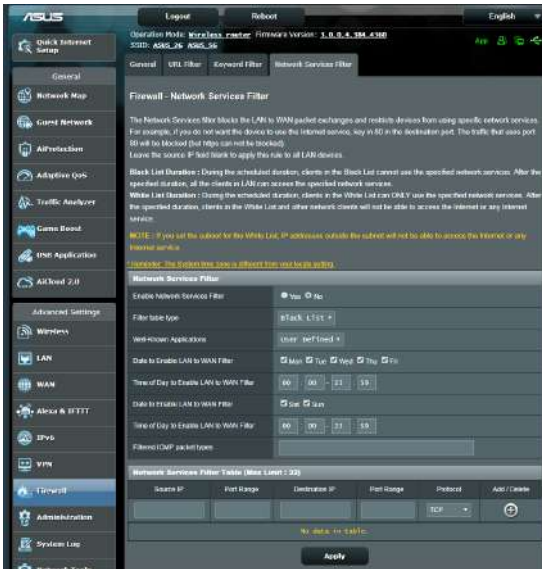 ASUS
Logout
Reboot
English
Quick Internet Setup
Operation Mode: Wireless router Firmware Version: 3.0.0.4.384_4360
SSID: ASUS_26 ASUS_56
App
General URL Filter Keyword Filter Network Services Filter
General
Network Map
Guest Network
AiProtection
Adaptive QoS
Traffic Analyzer
Game Boost
USB Application
AiCloud 2.0
Advanced Settings
Wireless
LAN
WAN
Alexa & IFTTT
IPv6
VPN
Firewall
Administration
System Log
Network Tools
Firewall - Network Services Filter
The Network Services filter blocks the LAN to WAN packet exchanges and restricts devices from using specific network services.
For example, if you do not want the device to use the Internet service, key in 80 in the destination port. The traffic that uses port
80 will be blocked (but https can not be blocked).
Leave the source IP field blank to apply this rule to all LAN devices.
Black List Duration : During the scheduled duration, clients in the Black List cannot use the specified network services. After the
specified duration, all the clients in LAN can access the specified network services.
White List Duration : During the scheduled duration, clients in the White List can ONLY use the specified network services. After
the specified duration, clients in the White List and other network clients will not be able to access the Internet or any Internet
service.
NOTE : If you set the subnet for the White List, IP addresses outside the subnet will not be able to access the Internet or any
Internet service.
* Reminder: The System time zone is different from your locale setting.
Network Services Filter
Enable Network Services Filter Yes No
Filter table type Black List
Well-Known Applications User Defined
Date to Enable LAN to WAN Filter Mon Tue Wed Thu Fri
Time of Day to Enable LAN to WAN Filter 00 : 00 - 23 : 59
Date to Enable LAN to WAN Filter Sat Sun
Time of Day to Enable LAN to WAN Filter 00 : 00 - 23 : 59
Filtered ICMP packet types
Network Services Filter Table (Max Limit : 32)
Source IP Port Range Destination IP Port Range Protocol Add / Delete
TCP
No data in table.
Apply